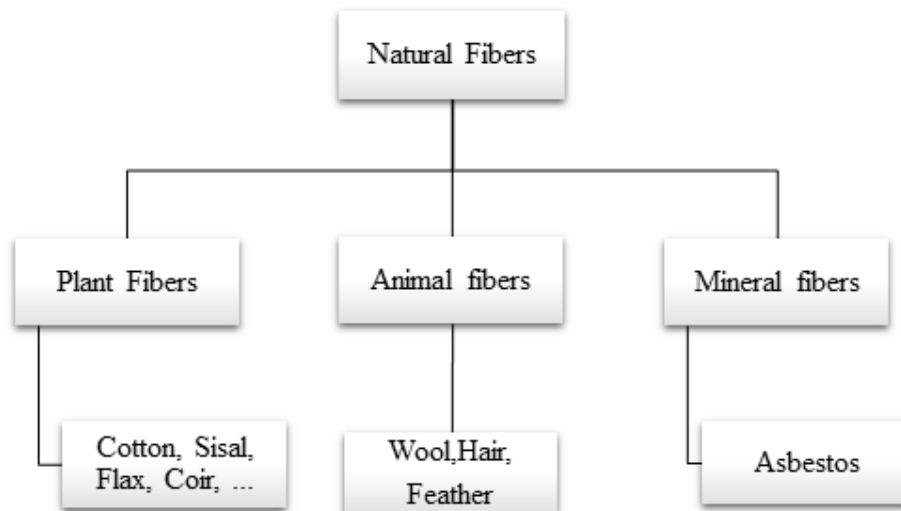 Natural Fibers
Plant Fibers
Animal fibers
Mineral fibers
Cotton, Sisal,
Flax, Coir, ...
Wool,Hair,
Feather
Asbestos